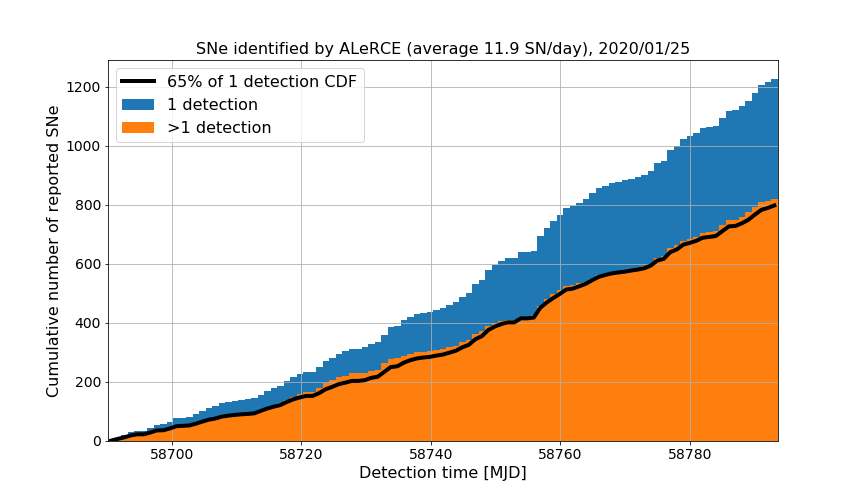 SNe identified by ALeRCE (average 11.9 SN/day), 2020/01/25
65% of 1 detection CDF
1 detection
>1 detection
Cumulative number of reported SNe
1200
1000
800
600
400
200
0
58700 58720 58740 58760 58780
Detection time [MJD]